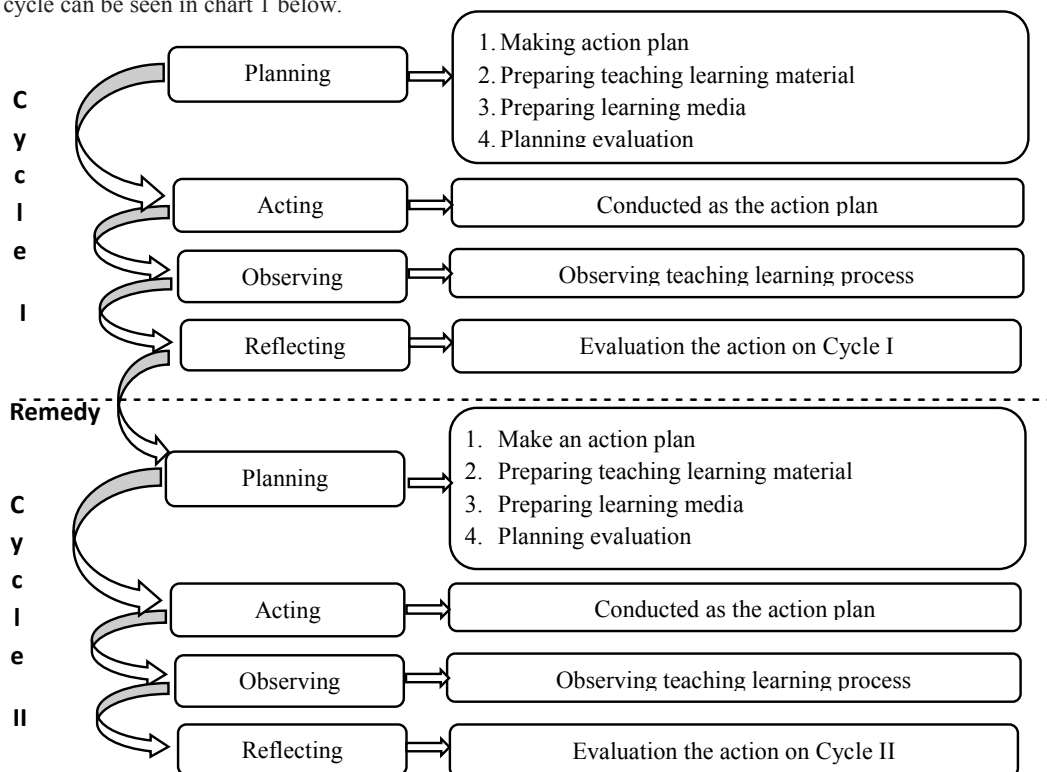 cycle can be seen in chart 1 below.
Cycle I
Planning
1. Making action plan
2. Preparing teaching learning material
3. Preparing learning media
4. Planning evaluation
Acting
Conducted as the action plan
Observing
Observing teaching learning process
Reflecting
Evaluation the action on Cycle I
Remedy
Cycle II
Planning
1. Make an action plan
2. Preparing teaching learning material
3. Preparing learning media
4. Planning evaluation
Acting
Conducted as the action plan
Observing
Observing teaching learning process
Reflecting
Evaluation the action on Cycle II